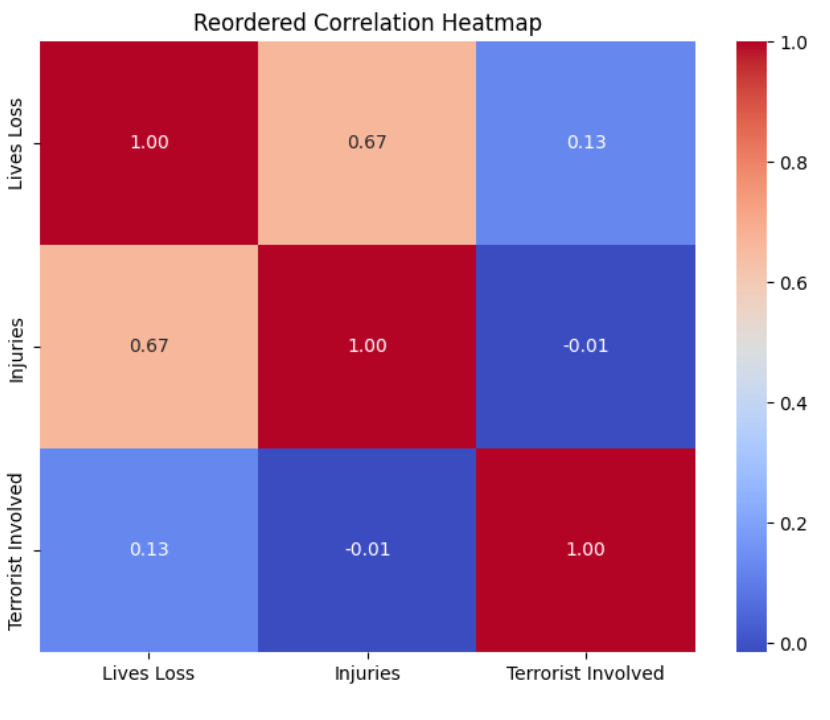 Reordered Correlation Heatmap
Lives Loss
1.00
0.67
0.13
Injuries
0.67
1.00
-0.01
Terrorist Involved
0.13
-0.01
1.00
Lives Loss
Injuries
Terrorist Involved
1.0
0.8
0.6
0.4
0.2
0.0